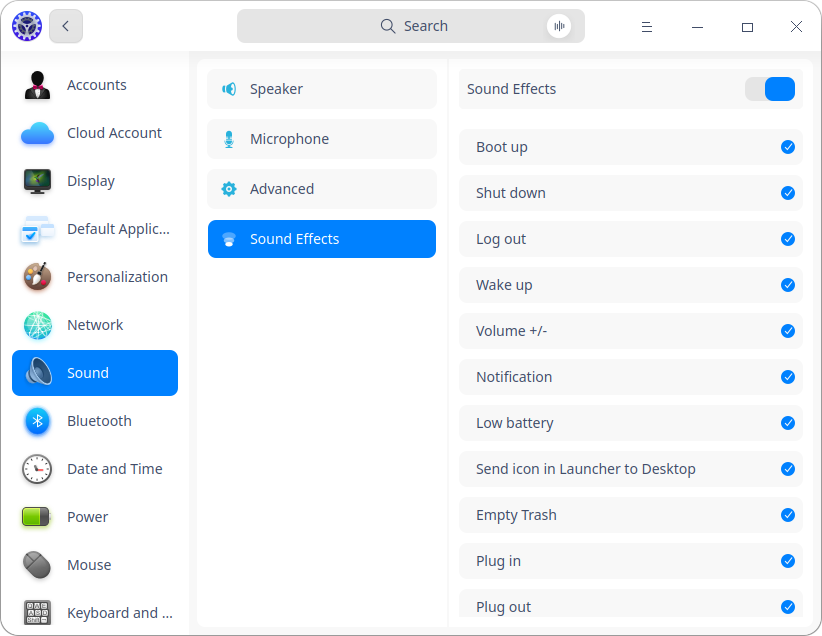 Search
Accounts
Cloud Account
Display
Default Applic...
Personalization
Network
Sound
Bluetooth
Date and Time
Power
Mouse
Keyboard and ...
Speaker
Microphone
Advanced
Sound Effects
Sound Effects
Boot up
Shut down
Log out
Wake up
Volume +/-
Notification
Low battery
Send icon in Launcher to Desktop
Empty Trash
Plug in
Plug out